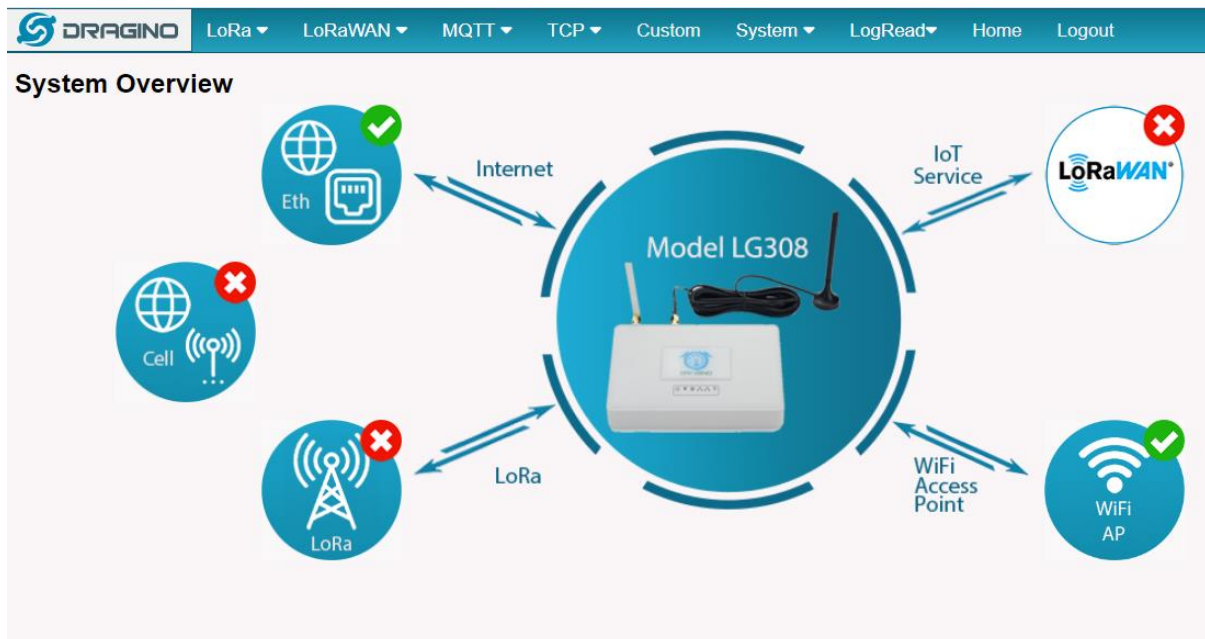 DRAGINO LoRa LoRaWAN MQTT TCP Custom System LogRead Home Logout
System Overview
Eth
Internet
IoT
Service
LoRaWAN
Model LG308
Cell
LoRa
LoRa
WiFi
Access
Point
WiFi
AP